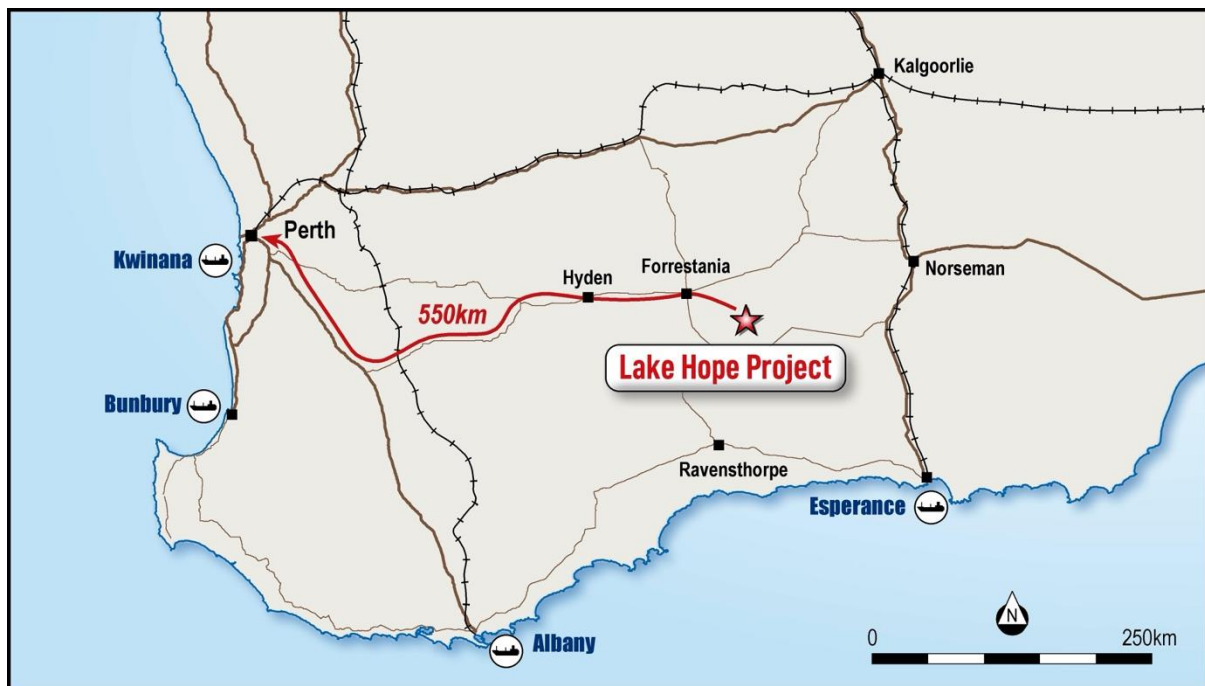 Kalgoorlie
Perth
Kwinana
Hyden
Forrestania
Norseman
550km
Lake Hope Project
Bunbury
Ravensthorpe
Esperance
Albany
N
0
250km